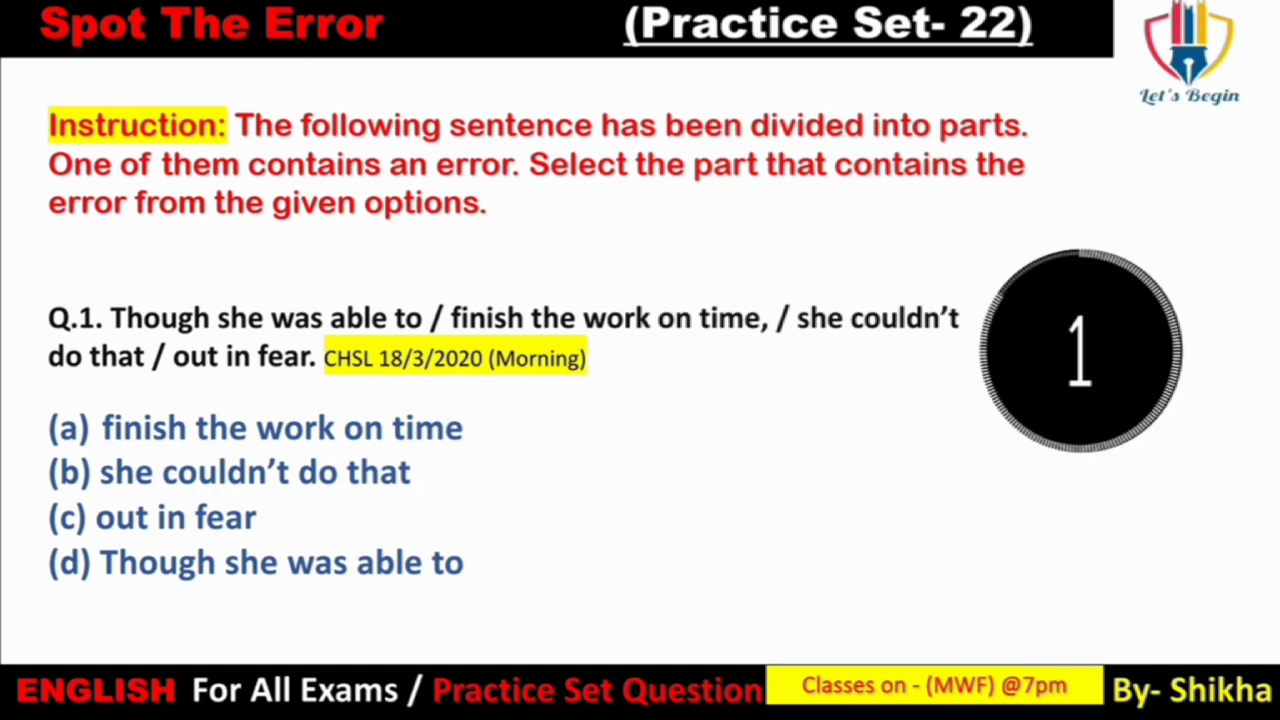 Spot The Error
(Practice Set- 22)
Let's Begin
Instruction: The following sentence has been divided into parts.
One of them contains an error. Select the part that contains the
error from the given options.
Q.1. Though she was able to / finish the work on time, / she couldn't
do that / out in fear. CHSL 18/3/2020 (Morning)
1
(a) finish the work on time
(b) she couldn't do that
(c) out in fear
(d) Though she was able to
ENGLISH For All Exams / Practice Set Question
Classes on - (MWF) @7pm
By- Shikha